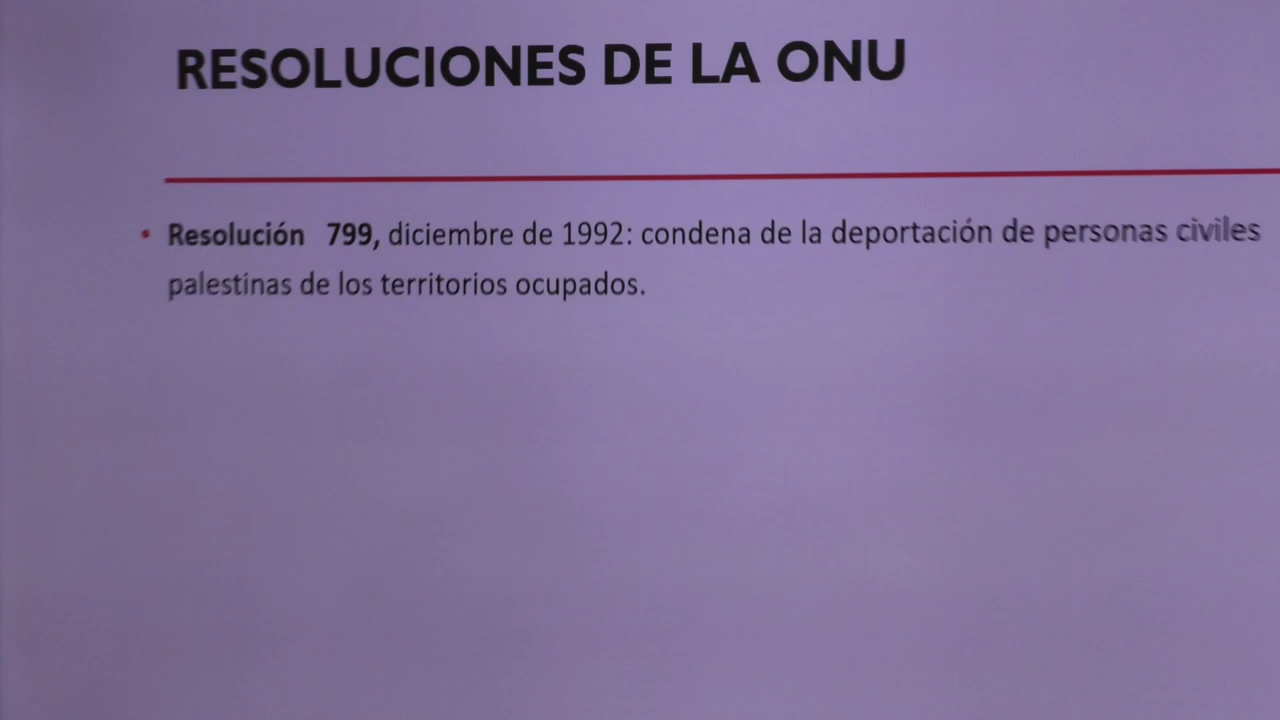 RESOLUCIONES DE LA ONU
• Resolución 799, diciembre de 1992: condena de la deportación de personas civiles
palestinas de los territorios ocupados.